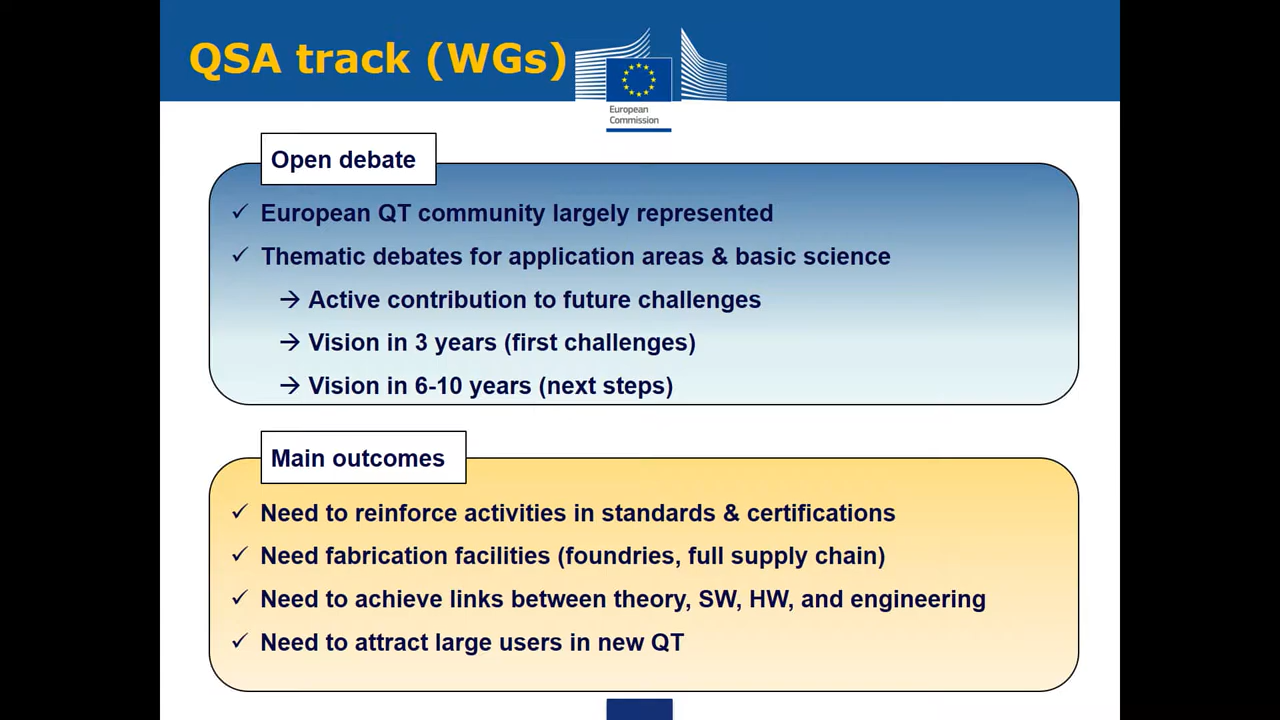 QSA track (WGs)
European
Commission
Open debate
✓ European QT community largely represented
✓ Thematic debates for application areas & basic science
→ Active contribution to future challenges
→ Vision in 3 years (first challenges)
→ Vision in 6-10 years (next steps)
Main outcomes
✓ Need to reinforce activities in standards & certifications
✓ Need fabrication facilities (foundries, full supply chain)
✓ Need to achieve links between theory, SW, HW, and engineering
✓ Need to attract large users in new QT